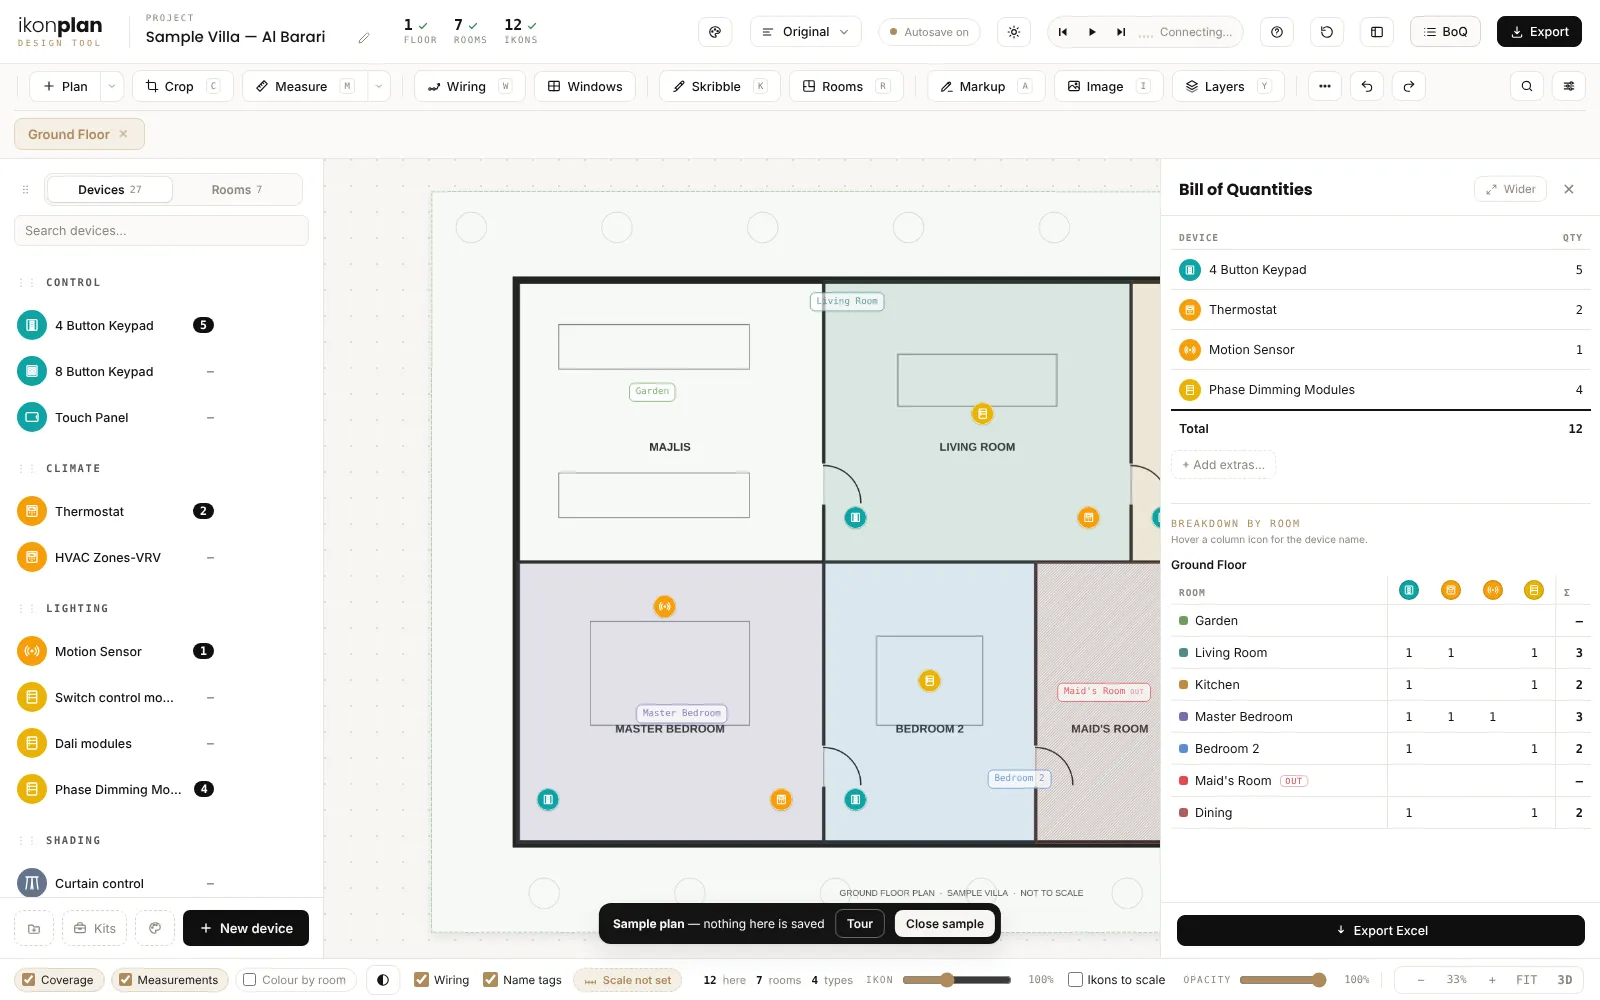 ikonplan
DESIGN TOOL
PROJECT
Sample Villa — Al Barari
1
FLOOR
7
ROOMS
12
IKONS
Original
Autosave on
Connecting...
BoQ
Export
Plan
Crop C
Measure M
Wiring W
Windows
Skribble K
Rooms R
Markup A
Image I
Layers Y
Ground Floor
Devices 27
Rooms 7
Search devices...
CONTROL
4 Button Keypad 5
8 Button Keypad –
Touch Panel –
CLIMATE
Thermostat 2
HVAC Zones-VRV –
LIGHTING
Motion Sensor 1
Switch control mo... –
Dali modules –
Phase Dimming Mo... 4
SHADING
Curtain control –
Kits
+ New device
Living Room
Garden
MAJLIS
LIVING ROOM
Master Bedroom
MASTER BEDROOM
BEDROOM 2
Maid's Room OUT
MAID'S ROOM
Bedroom 2
GROUND FLOOR PLAN · SAMPLE VILLA · NOT TO SCALE
Sample plan — nothing here is saved
Tour
Close sample
Bill of Quantities
Wider
DEVICE QTY
4 Button Keypad 5
Thermostat 2
Motion Sensor 1
Phase Dimming Modules 4
Total 12
+ Add extras...
BREAKDOWN BY ROOM
Hover a column icon for the device name.
Ground Floor
ROOM Σ
Garden –
Living Room 1 1 1 3
Kitchen 1 1 2
Master Bedroom 1 1 1 3
Bedroom 2 1 1 2
Maid's Room OUT –
Dining 1 1 2
Export Excel
Coverage
Measurements
Colour by room
Wiring
Name tags
Scale not set
12 here 7 rooms 4 types
IKON 100%
Ikons to scale
OPACITY 100%
– 33% + FIT 3D